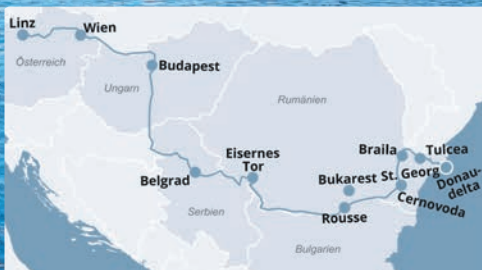 Linz
Wien
Österreich
Budapest
Ungarn
Rumänien
Eisernes
Tor
Braila
Tulcea
Bukarest St. Georg
Donau-
delta
Belgrad
Cernovoda
Rousse
Serbien
Bulgarien